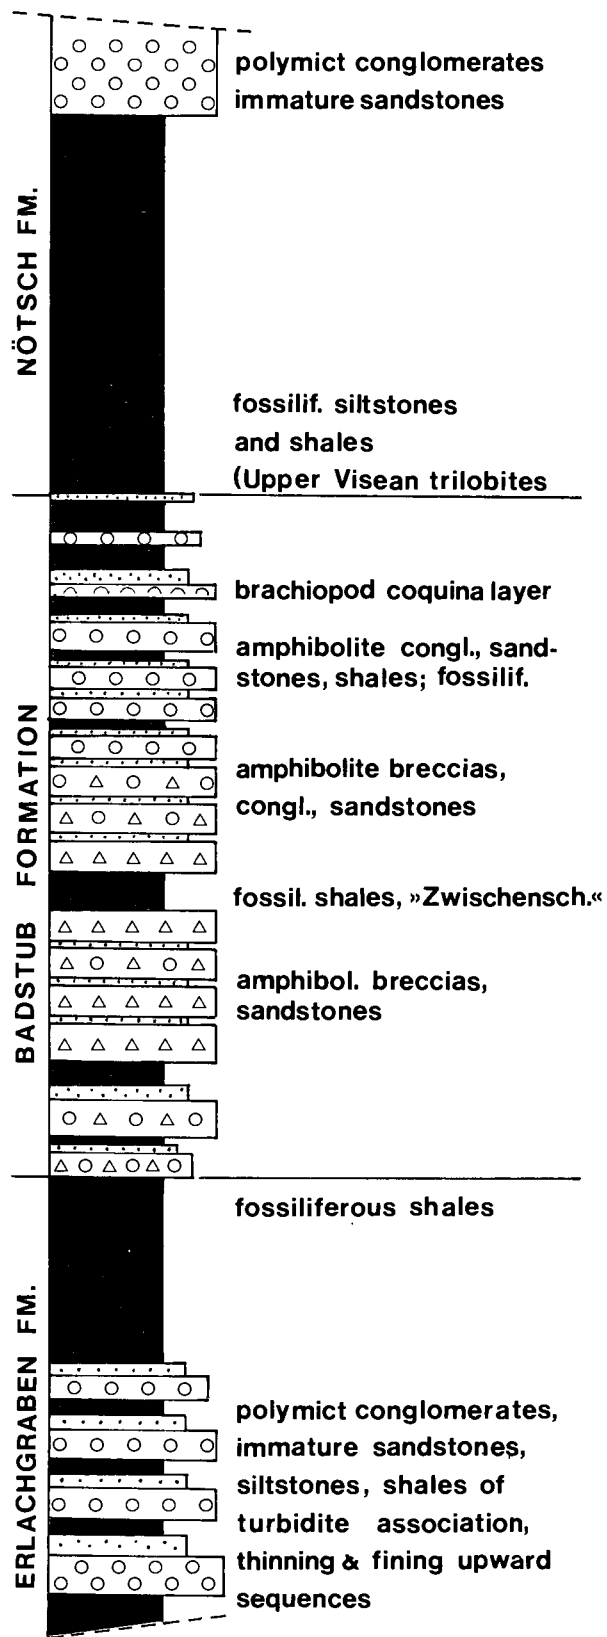 polymict conglomerates
immature sandstones
NÖTSCH FM.
fossilif. siltstones
and shales
(Upper Visean trilobites
brachiopod coquina layer
amphibolite congl., sand-
stones, shales; fossilif.
BADSTUB FORMATION
amphibolite breccias,
congl., sandstones
fossil. shales, »Zwischensch.«
amphibol. breccias,
sandstones
fossiliferous shales
ERLACHGRABEN FM.
polymict conglomerates,
immature sandstones,
siltstones, shales of
turbidite association,
thinning & fining upward
sequences